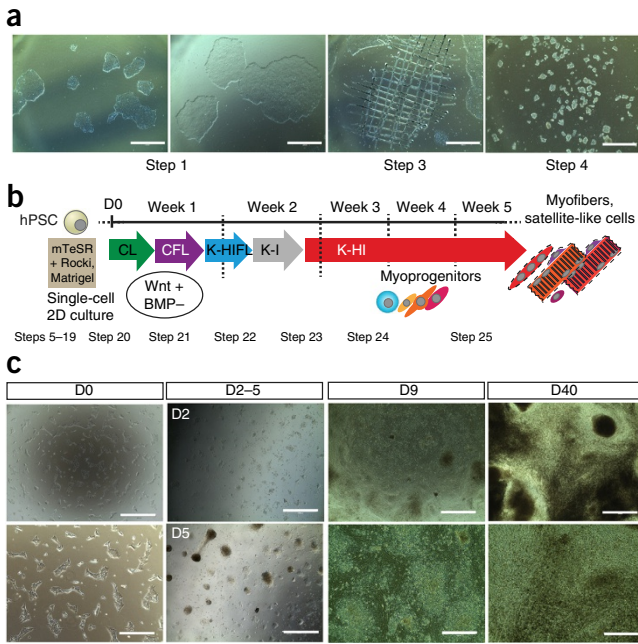 a
Step 1
Step 3
Step 4
b
D0
hPSC
Week 1
Week 2
Week 3
Week 4
Week 5
Myofibers,
satellite-like cells
mTeSR
+ Rocki,
Matrigel
CL
CFL
K-HIFL
K-I
K-HI
Single-cell
2D culture
Wnt +
BMP–
Myoprogenitors
Steps 5–19
Step 20
Step 21
Step 22
Step 23
Step 24
Step 25
c
D0
D2–5
D9
D40
D2
D5